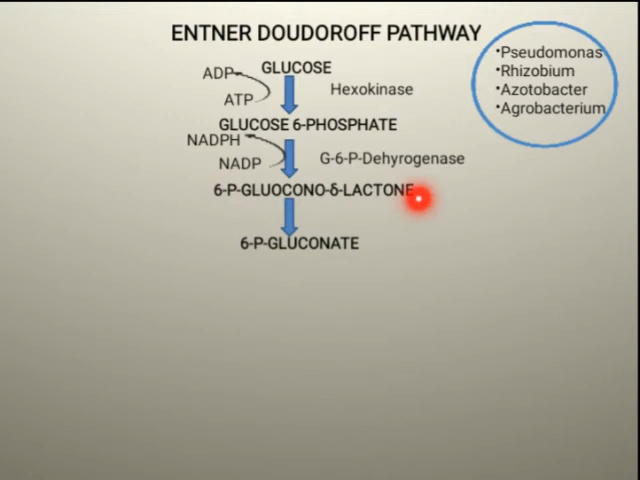 ENTNER DOUDOROFF PATHWAY
•Pseudomonas
•Rhizobium
•Azotobacter
•Agrobacterium
GLUCOSE
ADP
ATP
Hexokinase
GLUCOSE 6-PHOSPHATE
NADPH
NADP
G-6-P-Dehyrogenase
6-P-GLUOCONO-δ-LACTONE
6-P-GLUCONATE